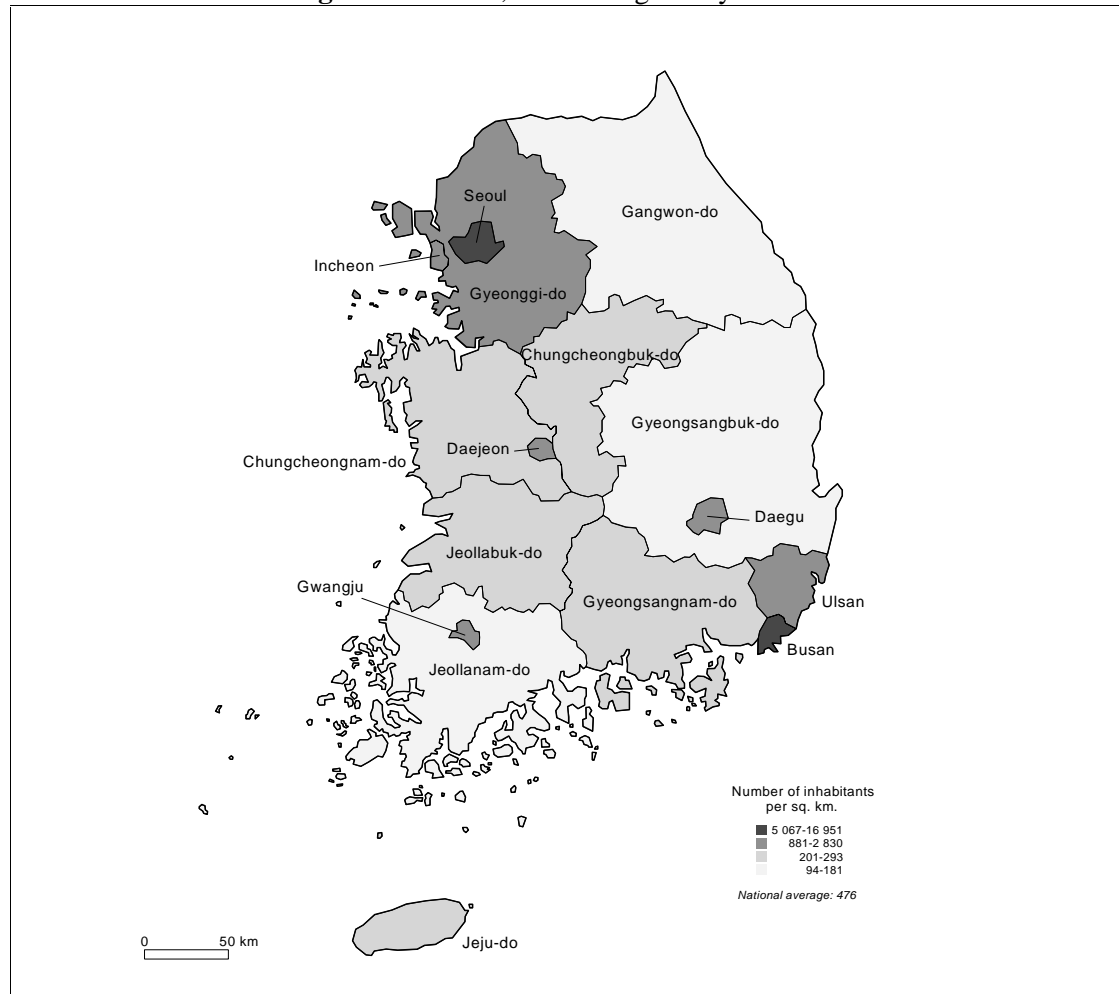 Seoul
Gangwon-do
Incheon
Gyeonggi-do
Chungcheongbuk-do
Gyeongsangbuk-do
Daejeon
Chungcheongnam-do
Daegu
Jeollabuk-do
Gwangju
Gyeongsangnam-do
Ulsan
Busan
Jeollanam-do
Number of inhabitants
per sq. km.
5 067-16 951
881-2 830
201-293
94-181
National average: 476
0 50 km
Jeju-do